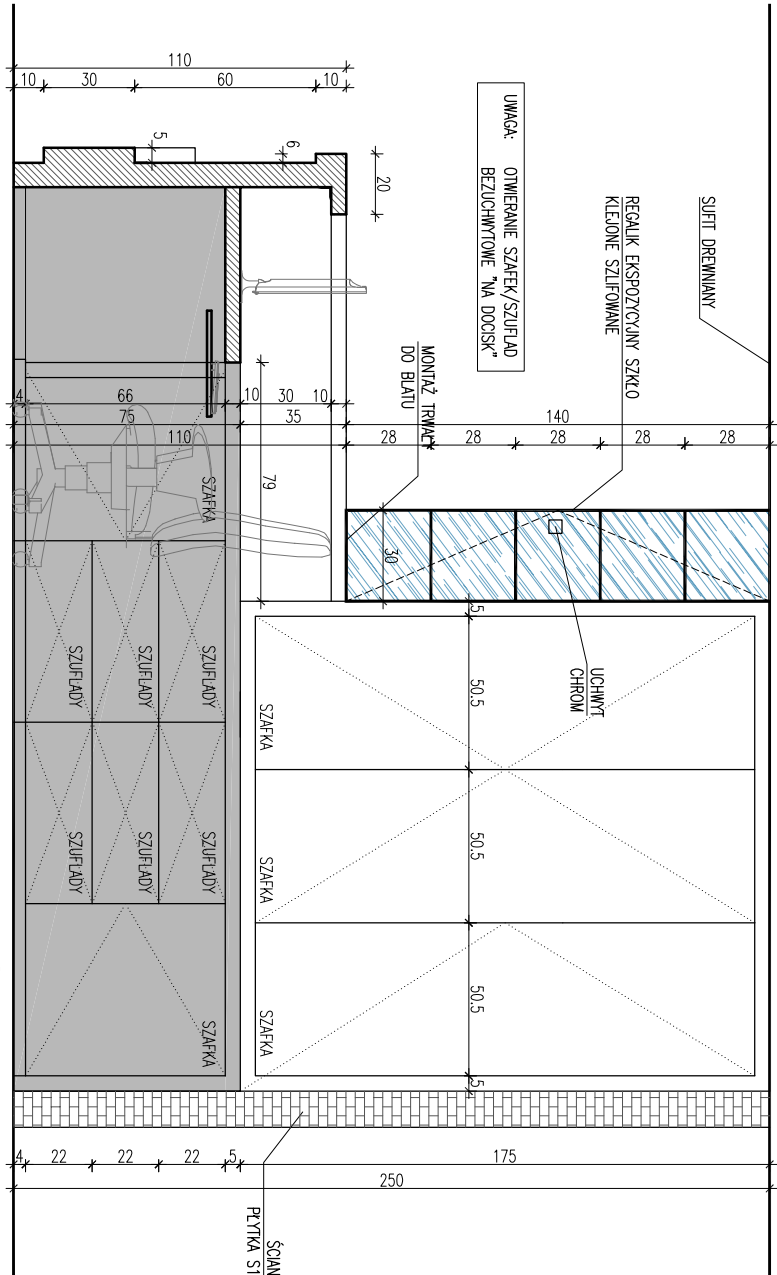 SUFIT DREWNIANY
REGALIK EKSPOZYCYJNY SZKŁO
KLEJONE SZLIFOWANE
UWAGA: OTWIERANIE SZAFEK/SZUFLAD
BEZUCHWYTOWE "NA DOCISK"
MONTAŻ TRWAŁY
DO BLATU
UCHWYT
CHROM
110
10 30 60 10
5
6
20
140
28 28 28 28 28
4 66 10 30 10
75 35
110
79
30
5 50.5 50.5 50.5 5
SZAFKA
SZAFKA
SZAFKA
SZAFKA
SZUFLADY
SZUFLADY
SZUFLADY
SZUFLADY
SZUFLADY
SZUFLADY
SZAFKA
4 22 22 22 5 175
250
ŚCIAN
PŁYTKA S1